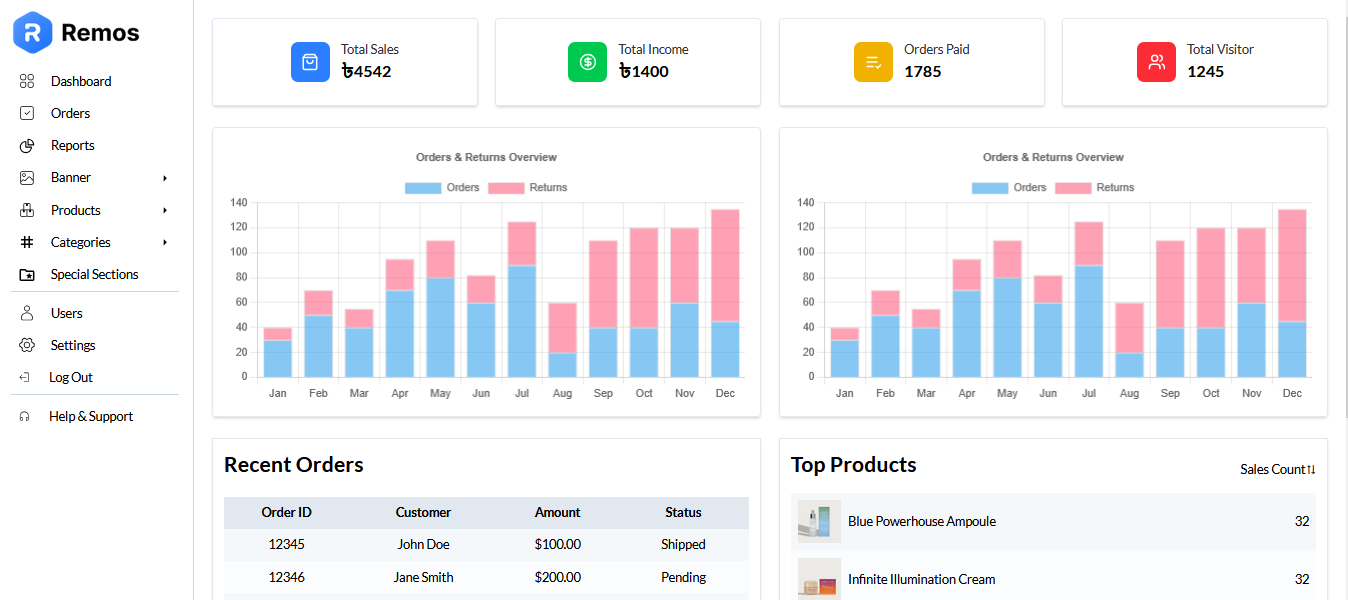 Remos
Dashboard
Orders
Reports
Banner
Products
Categories
Special Sections
Users
Settings
Log Out
Help & Support
Total Sales
৳4542
Total Income
৳1400
Orders Paid
1785
Total Visitor
1245
Orders & Returns Overview
Orders Returns
140
120
100
80
60
40
20
0
Jan Feb Mar Apr May Jun Jul Aug Sep Oct Nov Dec
Orders & Returns Overview
Orders Returns
140
120
100
80
60
40
20
0
Jan Feb Mar Apr May Jun Jul Aug Sep Oct Nov Dec
Recent Orders
Order ID Customer Amount Status
12345 John Doe $100.00 Shipped
12346 Jane Smith $200.00 Pending
Top Products
Sales Count⇅
Blue Powerhouse Ampoule 32
Infinite Illumination Cream 32